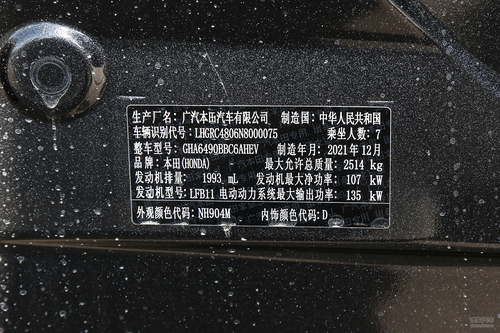 生产厂名：广汽本田汽车有限公司 制造国：中华人民共和国
车辆识别代号：LHGRC4806N8000075 乘坐人数：7
整车型号：GHA6490BBC6AHEV 制造年月：2021年12月
品牌：本田(HONDA) 最大允许总质量：2514 kg
发动机排量：1993 mL 发动机最大净功率：107 kW
发动机型号：LFB11 电动动力系统最大输出功率：135 kW
外观颜色代码：NH904M 内饰颜色代码：D